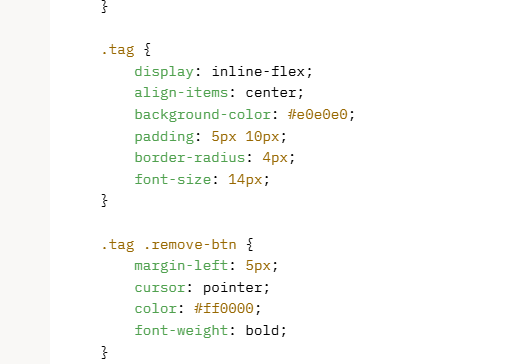 }
.tag {
display: inline-flex;
align-items: center;
background-color: #e0e0e0;
padding: 5px 10px;
border-radius: 4px;
font-size: 14px;
}
.tag .remove-btn {
margin-left: 5px;
cursor: pointer;
color: #ff0000;
font-weight: bold;
}